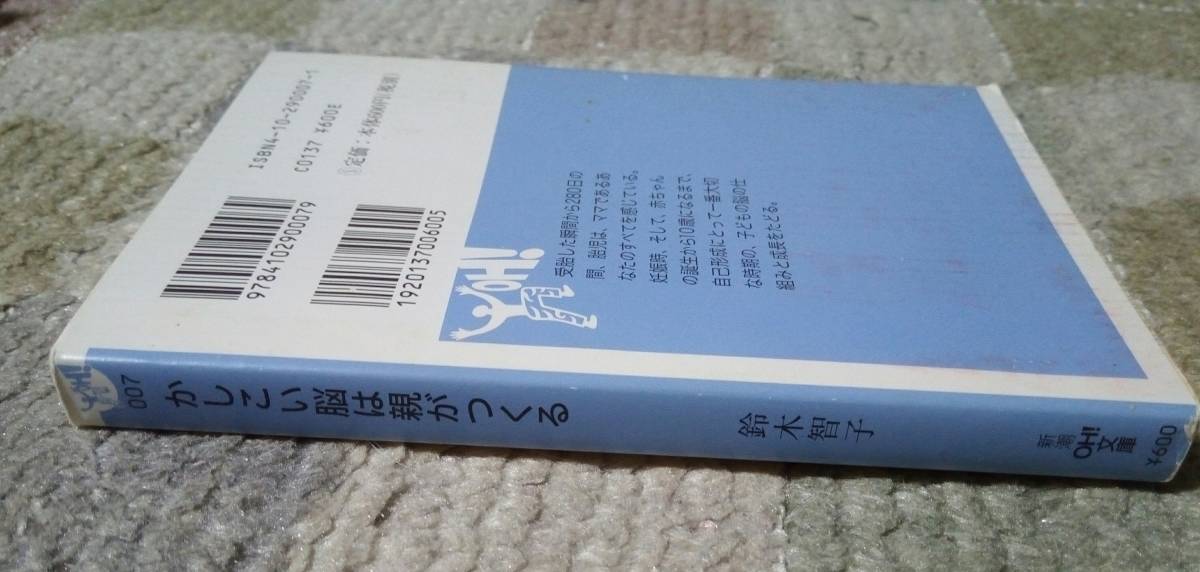 ISBN4-10-290007-1
C0137 ¥600E
定価:本体600円(税別)
9784102900079
1920137006005
OH!
受胎した瞬間から280日の
間、胎児は、ママであるあ
なたのすべてを感じている。
妊娠時、そして、赤ちゃん
の誕生から10歳になるまで、
自己形成にとって一番大切
な時期の、子どもの脳の仕
組みと成長をたどる。
OH!
007
かしこい脳は親がつくる
鈴木智子
新潮
OH!
文庫
¥600